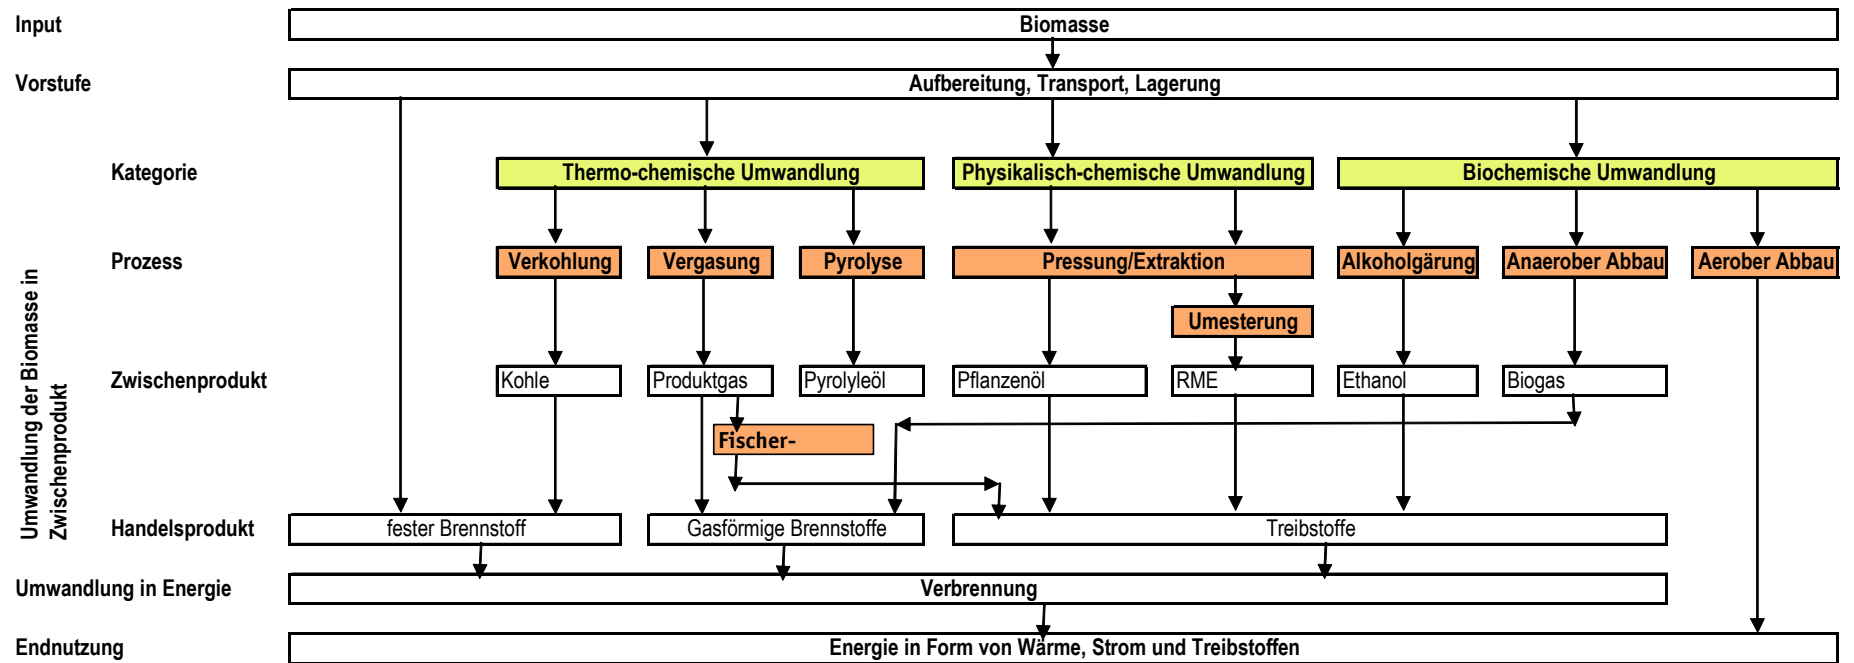 Input
Biomasse
Vorstufe
Aufbereitung, Transport, Lagerung
Kategorie
Thermo-chemische Umwandlung
Physikalisch-chemische Umwandlung
Biochemische Umwandlung
Umwandlung der Biomasse in
Zwischenprodukt
Prozess
Verkohlung
Vergasung
Pyrolyse
Pressung/Extraktion
Alkoholgärung
Anaerober Abbau
Aerober Abbau
Umesterung
Zwischenprodukt
Kohle
Produktgas
Pyrolyleöl
Pflanzenöl
RME
Ethanol
Biogas
Fischer-
Handelsprodukt
fester Brennstoff
Gasförmige Brennstoffe
Treibstoffe
Umwandlung in Energie
Verbrennung
Endnutzung
Energie in Form von Wärme, Strom und Treibstoffen